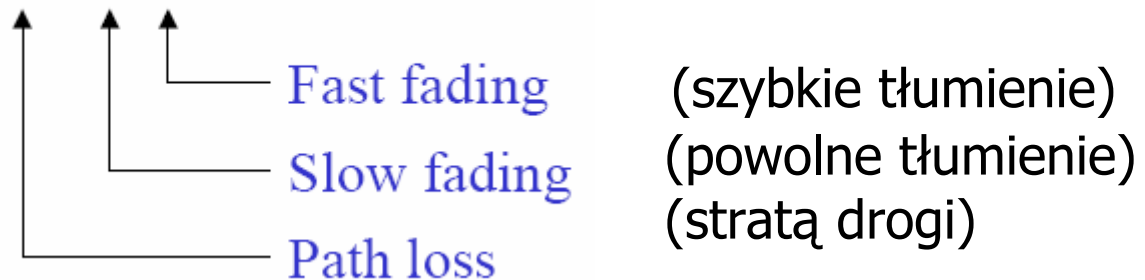 Fast fading (szybkie tłumienie)
Slow fading (powolne tłumienie)
Path loss (stratą drogi)